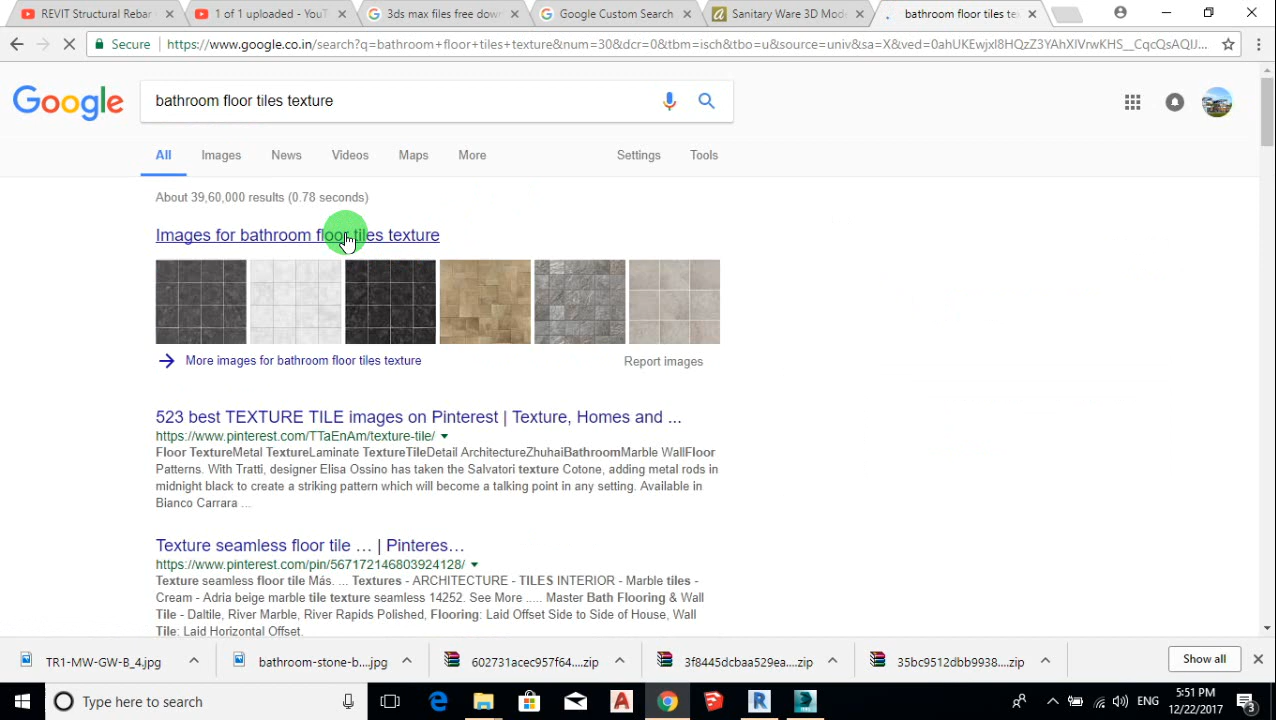 REVIT Structural Rebar
1 of 1 uploaded - YouT
3ds max files free dow
Google Custom Search
Sanitary Ware 3D Mod
bathroom floor tiles te
Secure
https://www.google.co.in/search?q=bathroom+floor+tiles+texture&num=30&dcr=0&tbm=isch&tbo=u&source=univ&sa=X&ved=0ahUKEwjxl8HQzZ3YAhXIVrwKHS__CqcQsAQIJ...
Google
bathroom floor tiles texture
All Images News Videos Maps More Settings Tools
About 39,60,000 results (0.78 seconds)
Images for bathroom floor tiles texture
More images for bathroom floor tiles texture
Report images
523 best TEXTURE TILE images on Pinterest | Texture, Homes and ...
https://www.pinterest.com/TTaEnAm/texture-tile/
Floor TextureMetal TextureLaminate TextureTileDetail ArchitectureZhuhaiBathroomMarble WallFloor
Patterns. With Tratti, designer Elisa Ossino has taken the Salvatori texture Cotone, adding metal rods in
midnight black to create a striking pattern which will become a talking point in any setting. Available in
Bianco Carrara ...
Texture seamless floor tile ... | Pinteres...
https://www.pinterest.com/pin/567172146803924128/
Texture seamless floor tile Más. ... Textures - ARCHITECTURE - TILES INTERIOR - Marble tiles -
Cream - Adria beige marble tile texture seamless 14252. See More ..... Master Bath Flooring & Wall
Tile - Daltile, River Marble, River Rapids Polished, Flooring: Laid Offset Side to Side of House, Wall
Tile: Laid Horizontal Offset.
TR1-MW-GW-B_4.jpg
bathroom-stone-b....jpg
602731acec957f64....zip
3f8445dcbaa529ea....zip
35bc9512dbb9938....zip
Show all
Type here to search
ENG
5:51 PM
12/22/2017
3